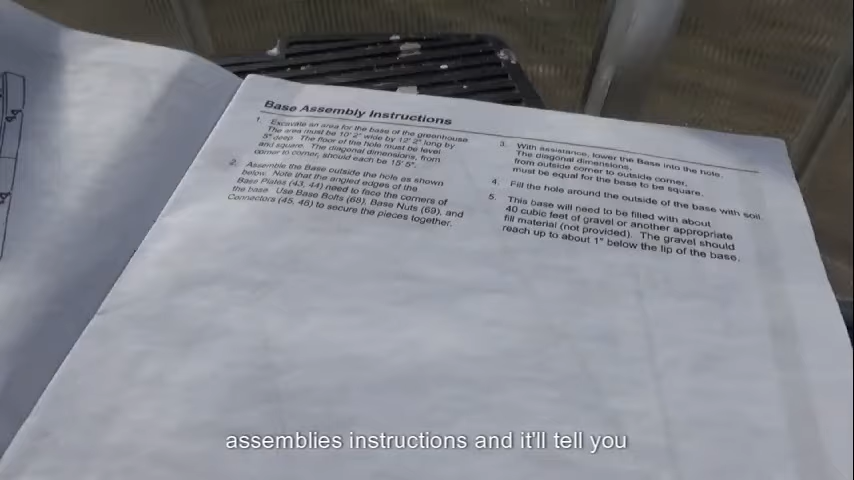 Base Assembly Instructions
1. Excavate an area for the base of the greenhouse.
The area must be 10' 2" wide by 12' 2" long by
5" deep. The floor of the hole must be level
and square. The diagonal dimensions, from
corner to corner, should each be 15' 5".
2. Assemble the Base outside the hole as shown
below. Note that the angled edges of the
Base Plates (43, 44) need to face the corners of
the base. Use Base Bolts (68), Base Nuts (69), and
Connectors (45, 46) to secure the pieces together.
3. With assistance, lower the Base into the hole.
The diagonal dimensions,
from outside corner to outside corner,
must be equal for the base to be square.
4. Fill the hole around the outside of the base with soil.
5. This base will need to be filled with about
40 cubic feet of gravel or another appropriate
fill material (not provided). The gravel should
reach up to about 1" below the lip of the base.
assemblies instructions and it'll tell you